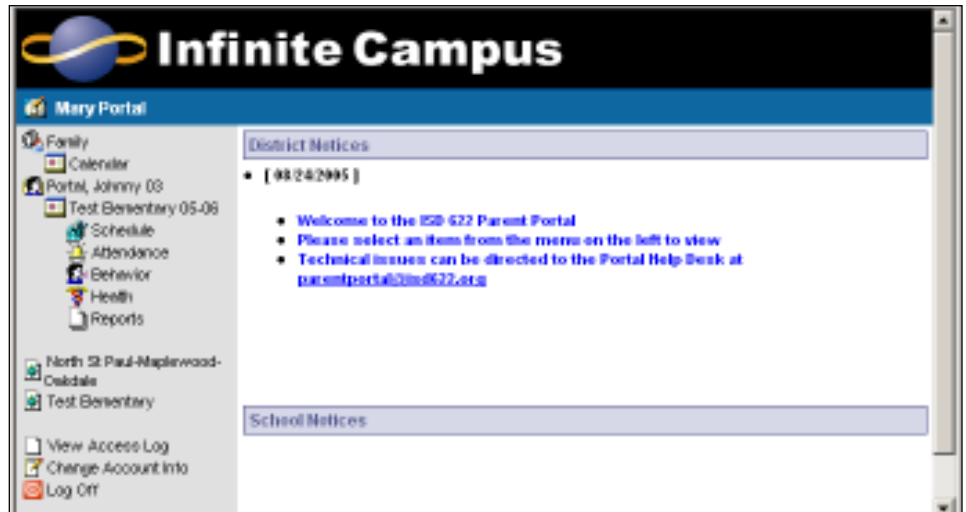 Infinite Campus
Mary Portal
Family
Calendar
Portal, Johnny 03
Test Elementary 05-06
Schedule
Attendance
Behavior
Health
Reports
North St Paul-Maplewood-
Oakdale
Test Elementary
View Access Log
Change Account Info
Log Off
District Notices
[ 08/24/2005 ]
Welcome to the ISD 622 Parent Portal
Please select an item from the menu on the left to view
Technical issues can be directed to the Portal Help Desk at
parentportal@isd622.org
School Notices